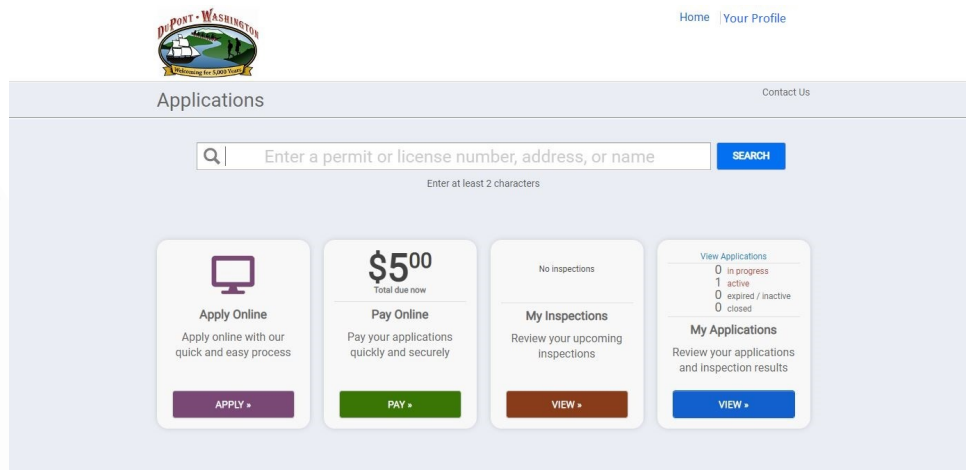 DUPONT · WASHINGTON
Welcoming for 5,000 Years
Home
Your Profile
Applications
Contact Us
Enter a permit or license number, address, or name
SEARCH
Enter at least 2 characters
Apply Online
Apply online with our
quick and easy process
APPLY »
$500
Total due now
Pay Online
Pay your applications
quickly and securely
PAY »
No inspections
My Inspections
Review your upcoming
inspections
VIEW »
View Applications
0 in progress
1 active
0 expired / inactive
0 closed
My Applications
Review your applications
and inspection results
VIEW »